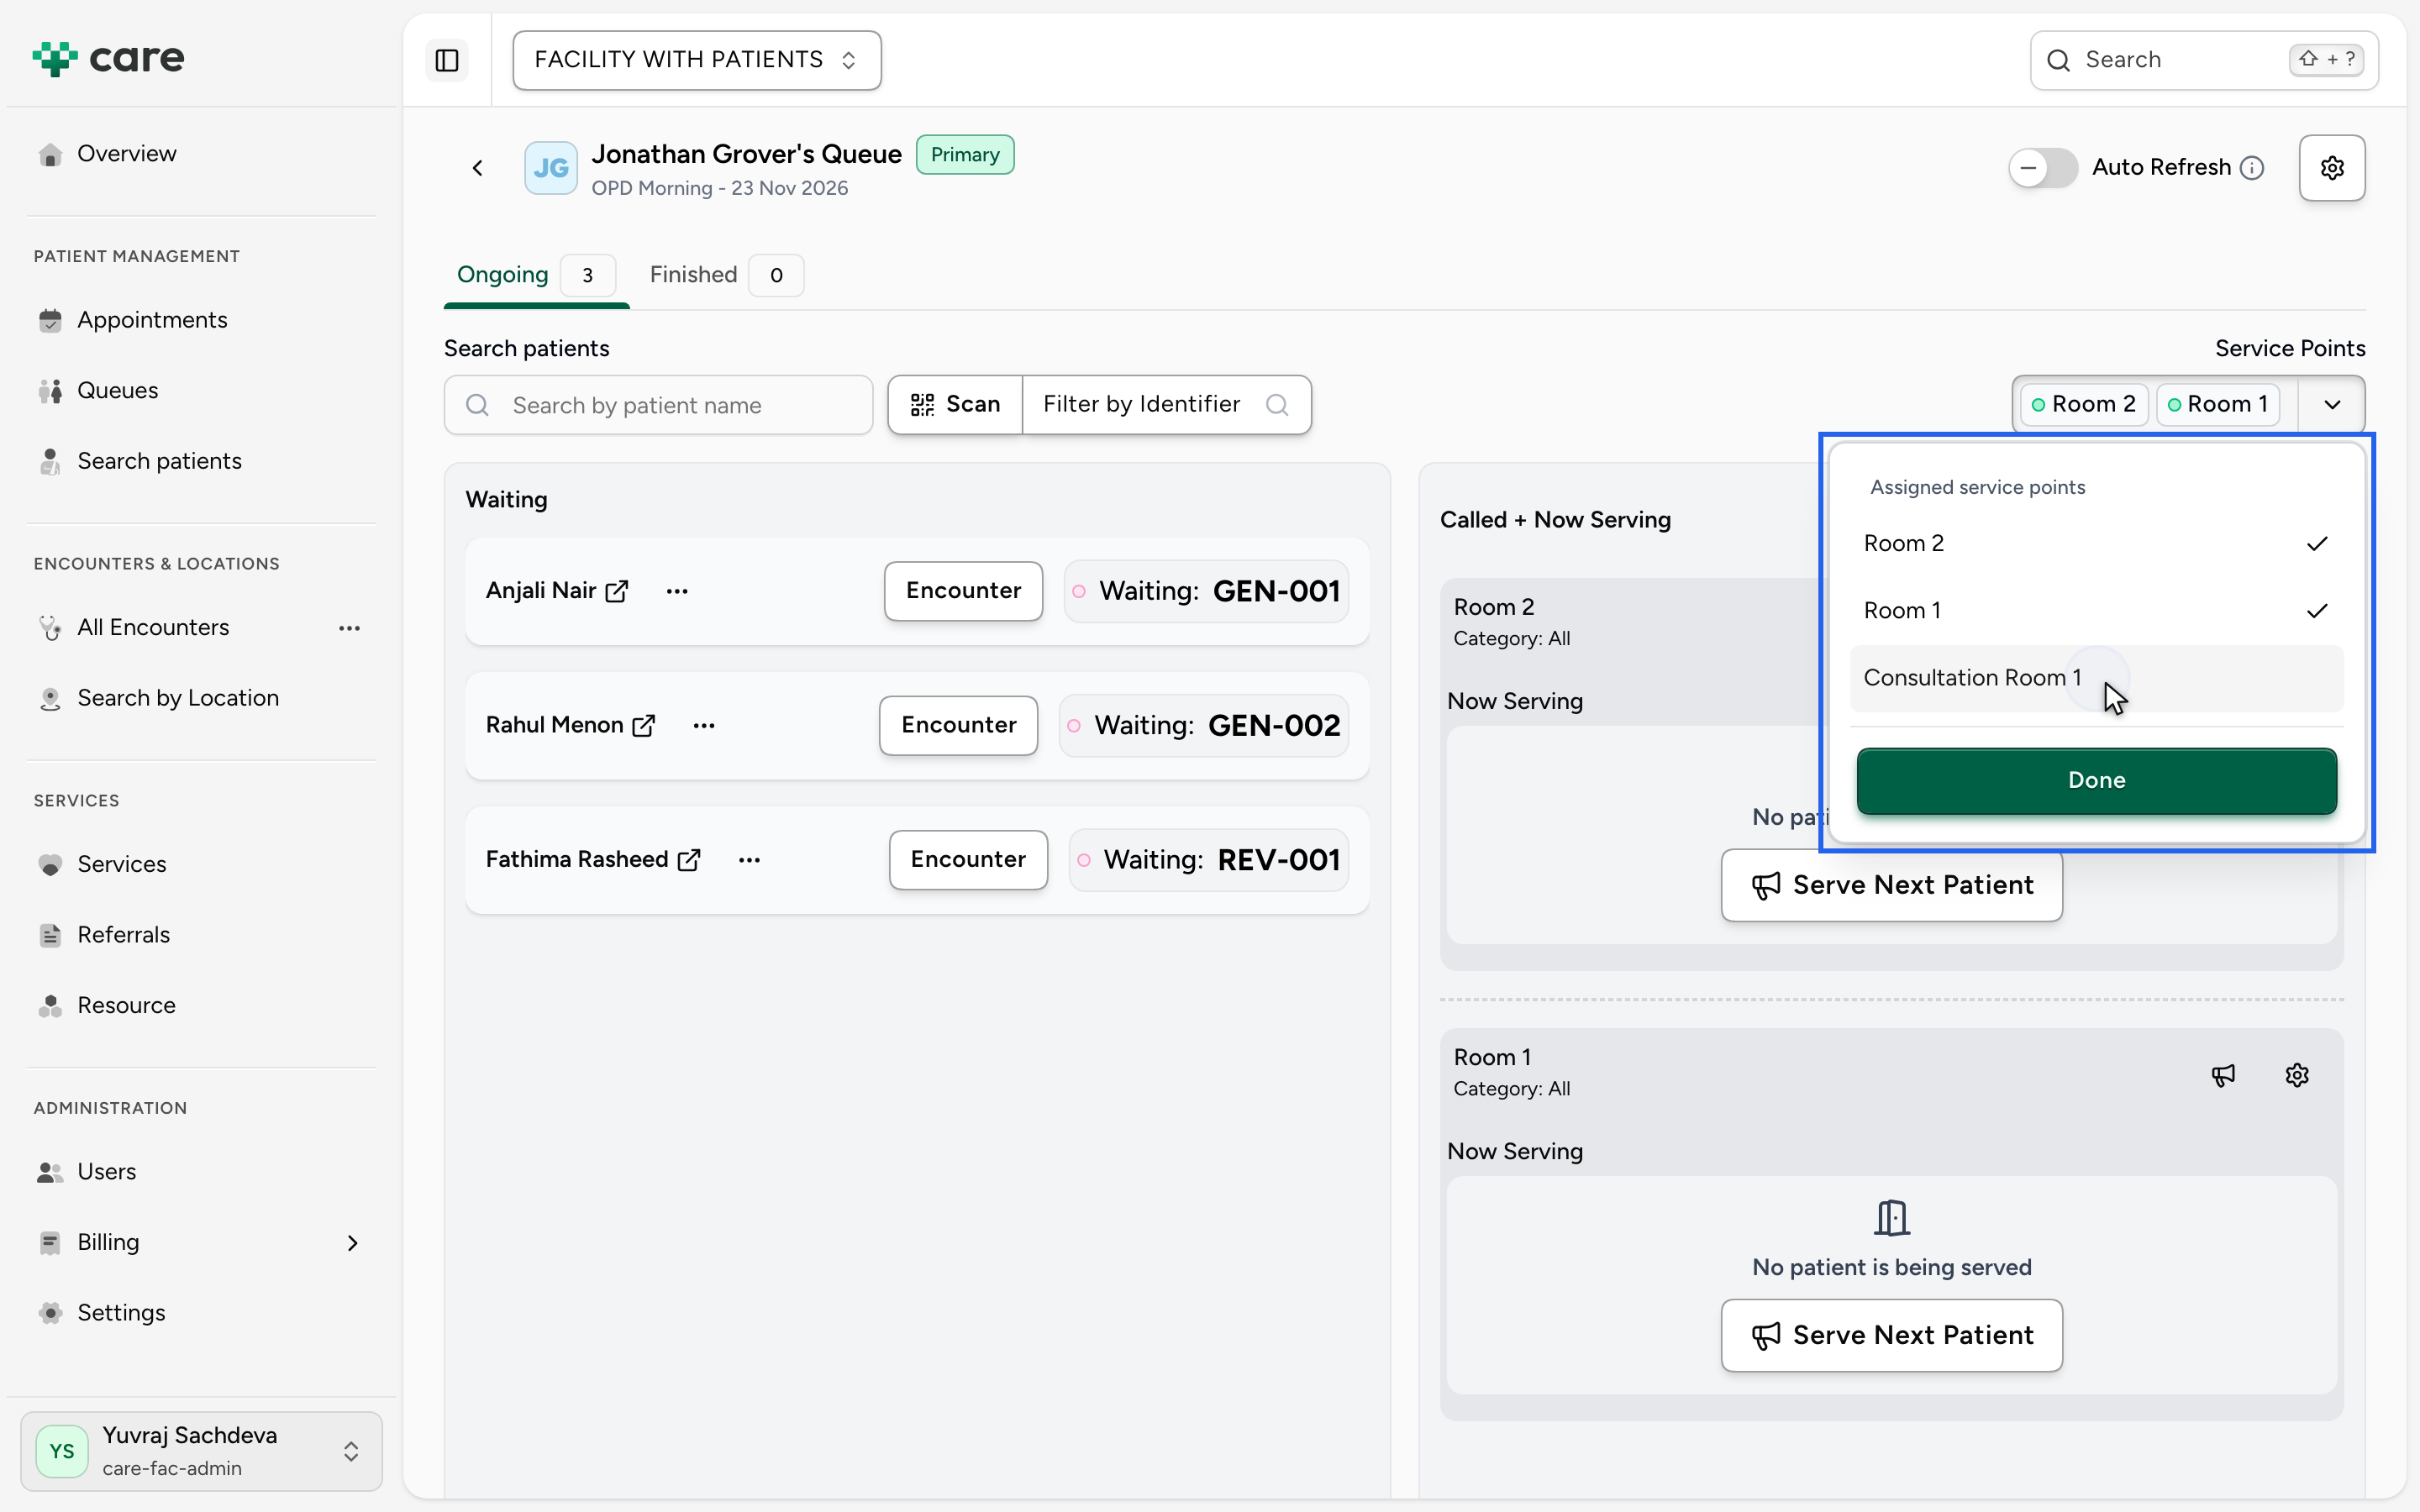 care
FACILITY WITH PATIENTS
Search
+ ?
Overview
PATIENT MANAGEMENT
Appointments
Queues
Search patients
ENCOUNTERS & LOCATIONS
All Encounters
Search by Location
SERVICES
Services
Referrals
Resource
ADMINISTRATION
Users
Billing
Settings
YS
Yuvraj Sachdeva
care-fac-admin
JG
Jonathan Grover's Queue
Primary
OPD Morning - 23 Nov 2026
Auto Refresh
Ongoing 3
Finished 0
Search patients
Service Points
Search by patient name
Scan
Filter by Identifier
Room 2
Room 1
Waiting
Anjali Nair
Encounter
Waiting: GEN-001
Rahul Menon
Encounter
Waiting: GEN-002
Fathima Rasheed
Encounter
Waiting: REV-001
Called + Now Serving
Room 2
Category: All
Now Serving
No pati
Serve Next Patient
Assigned service points
Room 2
Room 1
Consultation Room 1
Done
Room 1
Category: All
Now Serving
No patient is being served
Serve Next Patient